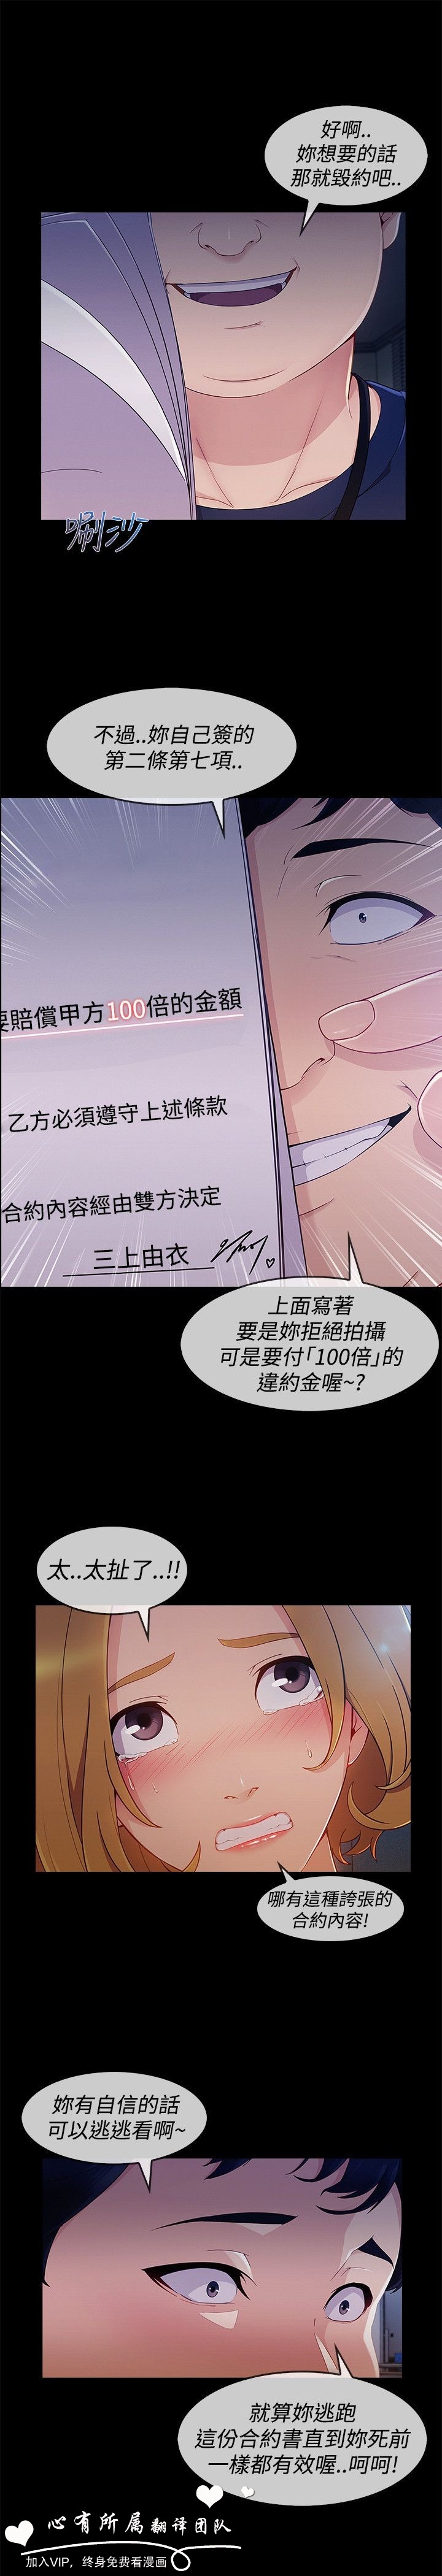 好啊..
妳想要的話
那就毀約吧..
唰沙
不過..妳自己簽的
第二條第七項..
要賠償甲方100倍的金額
乙方必須遵守上述條款
合約內容經由雙方決定
三上由衣
上面寫著
要是妳拒絕拍攝
可是要付「100倍」的
違約金喔~?
太..太扯了..!!
哪有這種誇張的
合約內容!
妳有自信的話
可以逃逃看啊~
就算妳逃跑
這份合約書直到妳死前
一樣都有效喔..呵呵!
心有所属翻译团队
加入VIP，终身免费看漫画